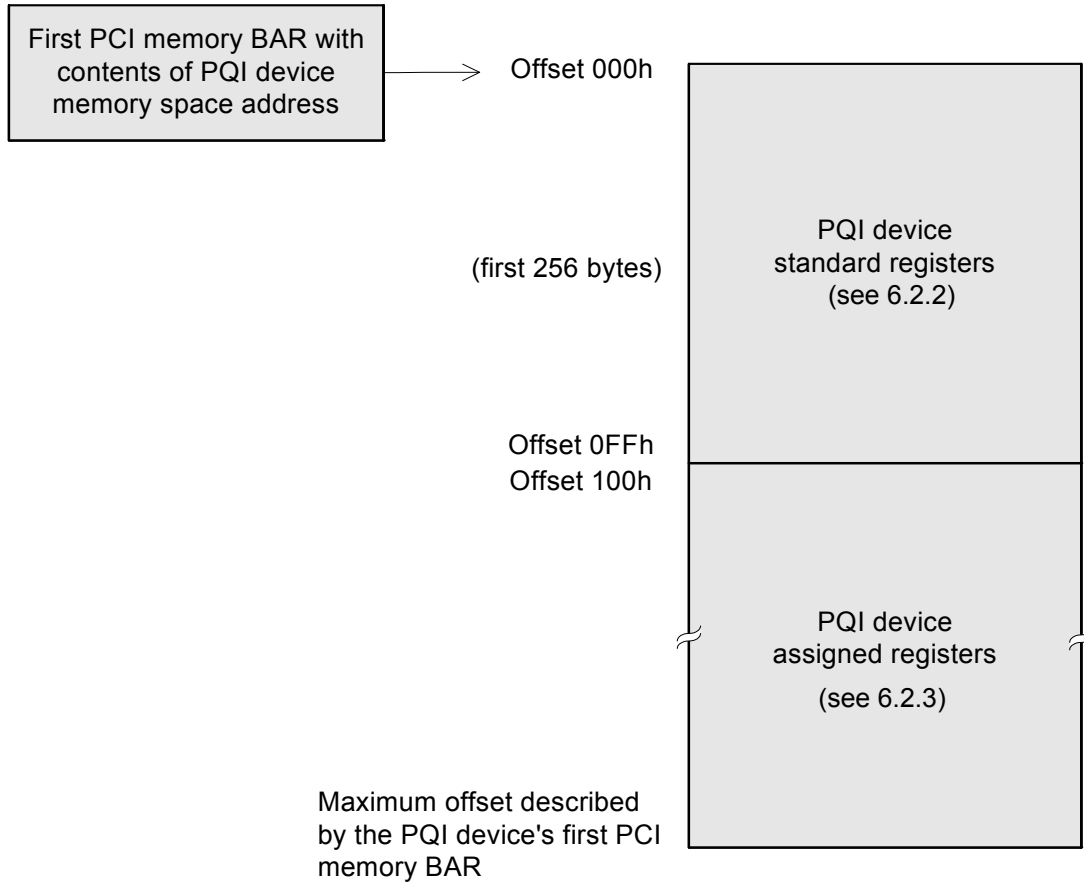 First PCI memory BAR with
contents of PQI device
memory space address
Offset 000h
(first 256 bytes)
PQI device
standard registers
(see 6.2.2)
Offset 0FFh
Offset 100h
PQI device
assigned registers
(see 6.2.3)
Maximum offset described
by the PQI device's first PCI
memory BAR